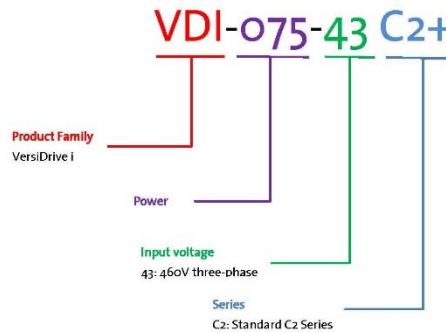 VDI-075-43 C2+
Product Family
VersiDrive i
Power
Input voltage
43: 460V three-phase
Series
C2: Standard C2 Series